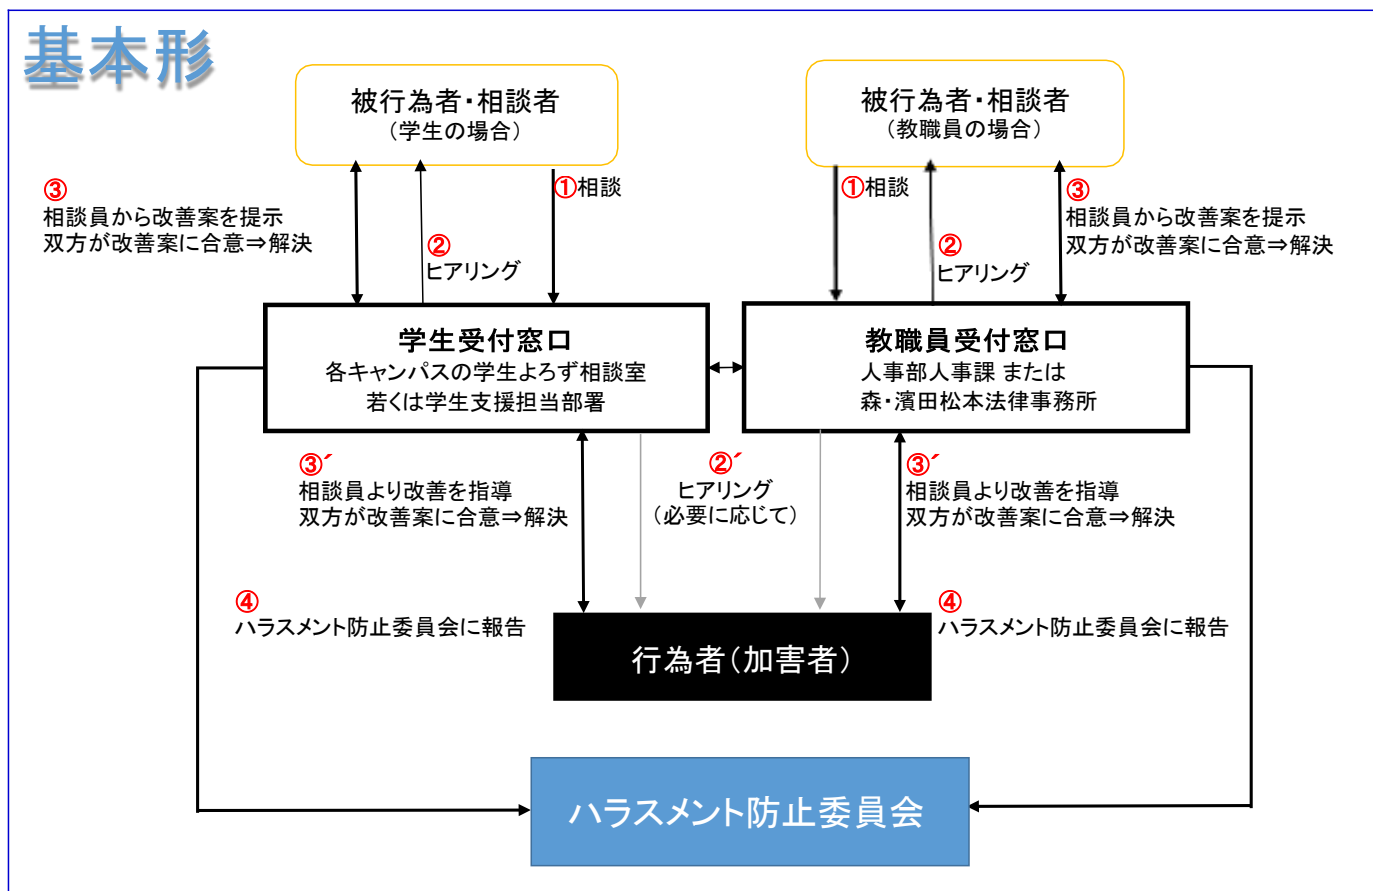 基本形
被行為者・相談者
(学生の場合)
被行為者・相談者
(教職員の場合)
③
相談員から改善案を提示
双方が改善案に合意⇒解決
②
ヒアリング
①相談
①相談
②
ヒアリング
③
相談員から改善案を提示
双方が改善案に合意⇒解決
学生受付窓口
各キャンパスの学生よろず相談室
若くは学生支援担当部署
教職員受付窓口
人事部人事課 または
森・濱田松本法律事務所
③´
相談員より改善を指導
双方が改善案に合意⇒解決
②´
ヒアリング
(必要に応じて)
③´
相談員より改善を指導
双方が改善案に合意⇒解決
④
ハラスメント防止委員会に報告
④
ハラスメント防止委員会に報告
行為者(加害者)
ハラスメント防止委員会